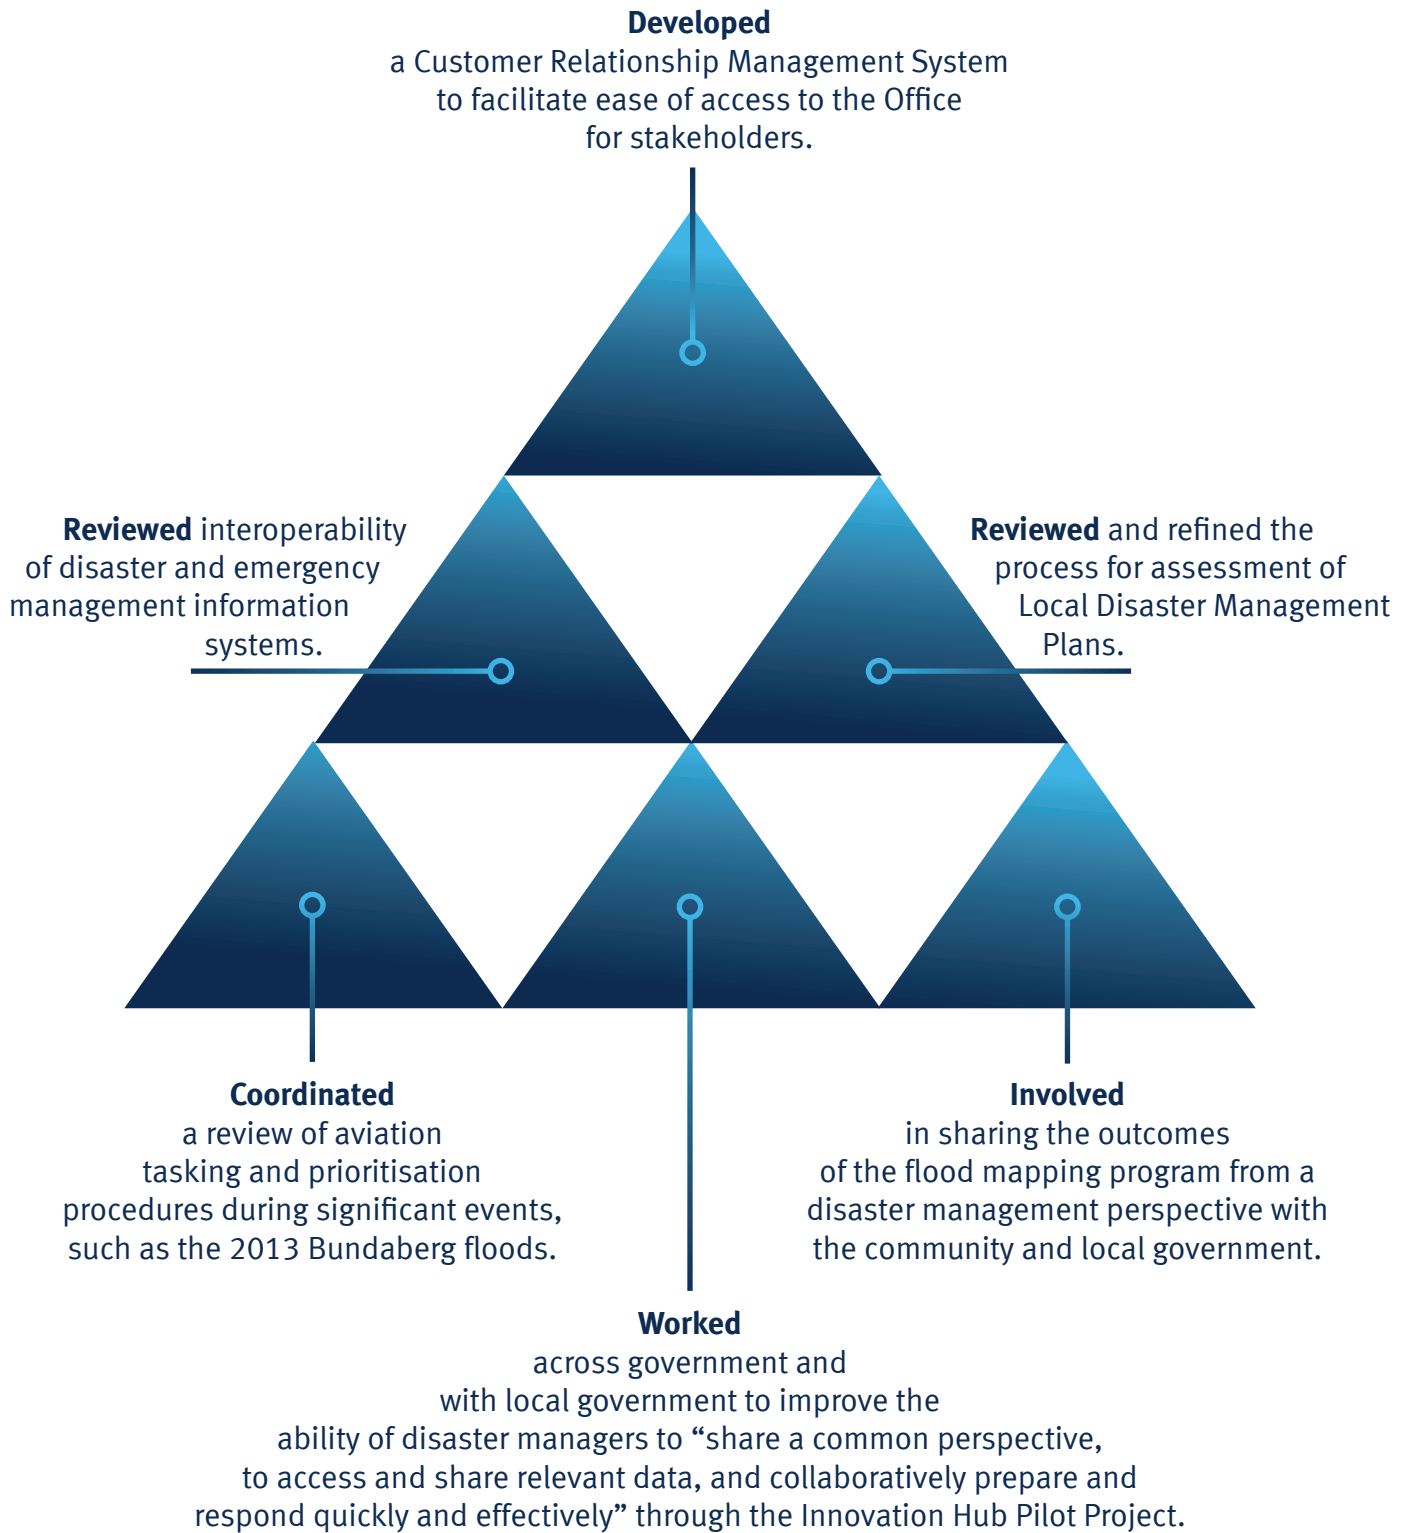 Developed
a Customer Relationship Management System
to facilitate ease of access to the Office
for stakeholders.
Reviewed interoperability
of disaster and emergency
management information
systems.
Reviewed and refined the
process for assessment of
Local Disaster Management
Plans.
Coordinated
a review of aviation
tasking and prioritisation
procedures during significant events,
such as the 2013 Bundaberg floods.
Involved
in sharing the outcomes
of the flood mapping program from a
disaster management perspective with
the community and local government.
Worked
across government and
with local government to improve the
ability of disaster managers to “share a common perspective,
to access and share relevant data, and collaboratively prepare and
respond quickly and effectively” through the Innovation Hub Pilot Project.